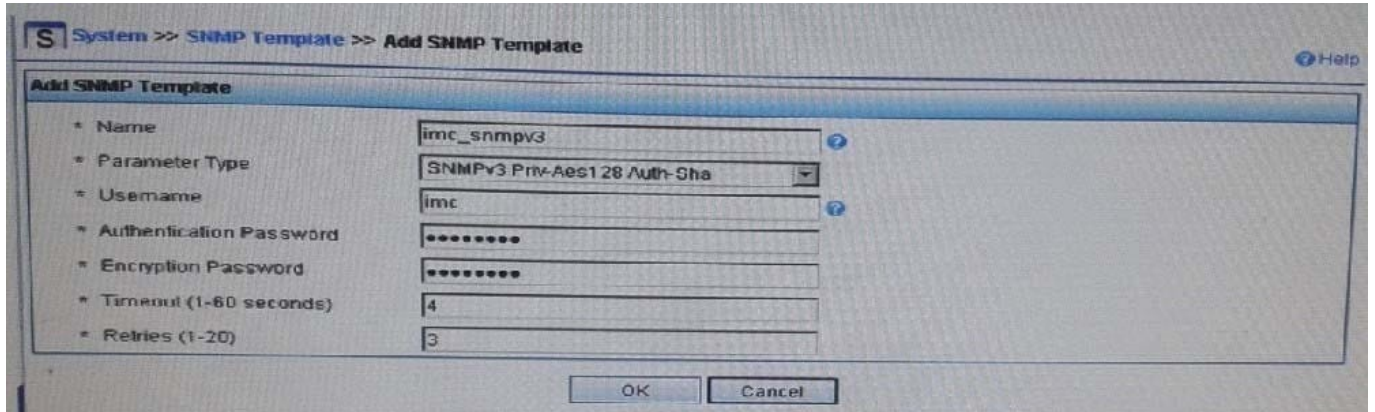 S System >> SNMP Template >> Add SNMP Template
Help
Add SNMP Template
* Name imc_snmpv3
* Parameter Type SNMPv3 Priv-Aes128 Auth-Sha
* Username imc
* Authentication Password ••••••••
* Encryption Password ••••••••
* Timeout (1-60 seconds) 4
* Retries (1-20) 3
OK Cancel